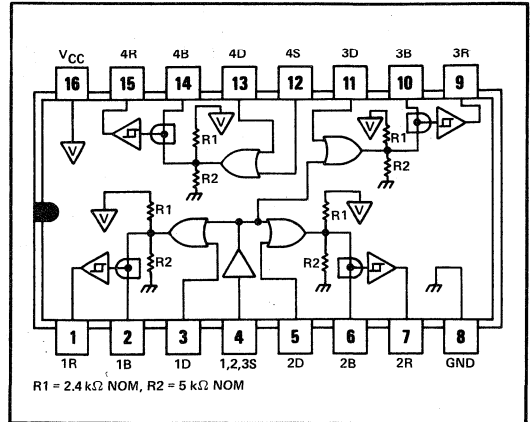 VCC 4R 4B 4D 4S 3D 3B 3R
16 15 14 13 12 11 10 9
V V R1 R1 V
V R2 R2
V R1 R1 V
R2 R2
1 2 3 4 5 6 7 8
1R 1B 1D 1,2,3S 2D 2B 2R GND
R1 = 2.4 kΩ NOM, R2 = 5 kΩ NOM